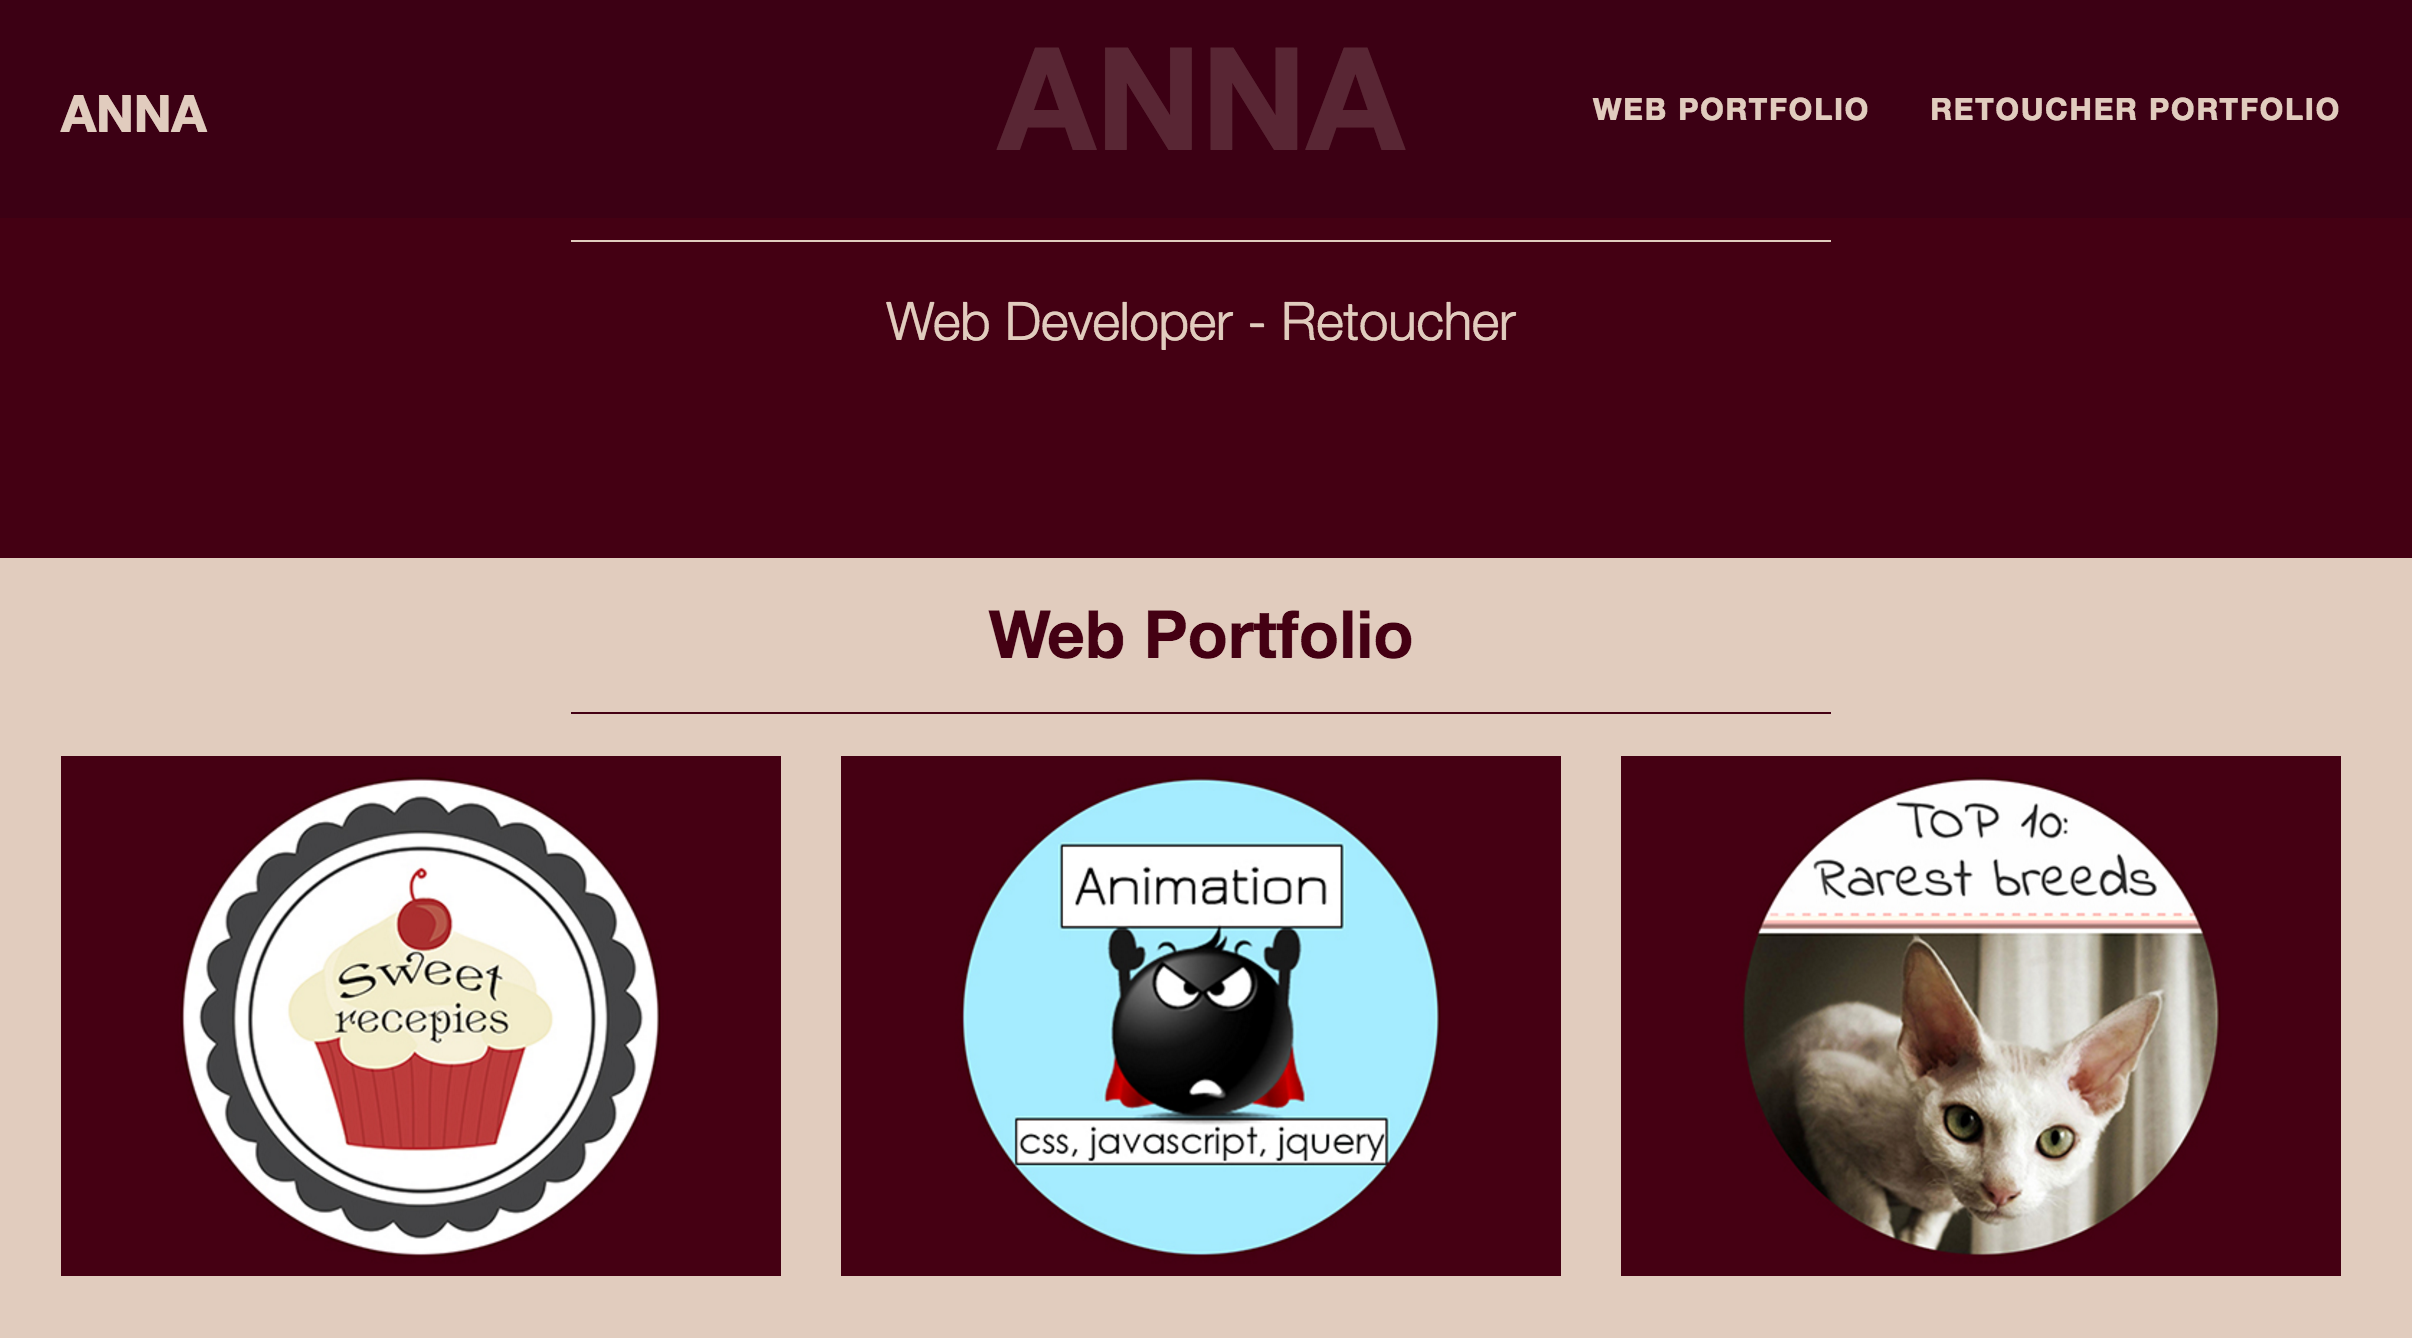 ANNA
ANNA
WEB PORTFOLIO
RETOUCHER PORTFOLIO
Web Developer - Retoucher
Web Portfolio
sweet
recepies
Animation
css, javascript, jquery
TOP 10:
Rarest breeds